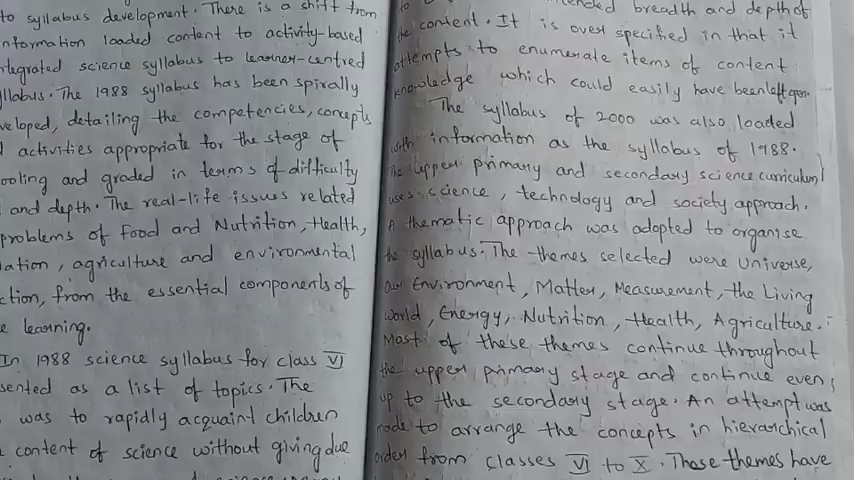 to syllabus development. There is a shift from
nformation loaded content to activity-based
ntegrated science syllabus to learner-centred
llabus. The 1988 syllabus has been spirally
veloped, detailing the competencies, concepts
d activities appropriate for the stage of
ooling and graded in terms of difficulty
and depth. The real-life issues related
problems of Food and Nutrition, Health,
lation, agriculture and environmental
ction, from the essential components of
e learning.
In 1988 science syllabus for class VI
sented as a list of topics. The
was to rapidly acquaint children
content of science without giving due
nded breadth and depth of
the content. It is over specified in that it
attempts to enumerate items of content
knowledge which could easily have been left open.
The syllabus of 2000 was also loaded
with information as the syllabus of 1988.
The upper primary and secondary science curriculum
uses science, technology and society approach.
A thematic approach was adopted to organise
the syllabus. The themes selected were Universe,
our Environment, Matter, Measurement, the Living
world, Energy, Nutrition, Health, Agriculture.
Most of these themes continue throughout
the upper primary stage and continue even
up to the secondary stage. An attempt was
made to arrange the concepts in hierarchical
order from classes VI to X. These themes have